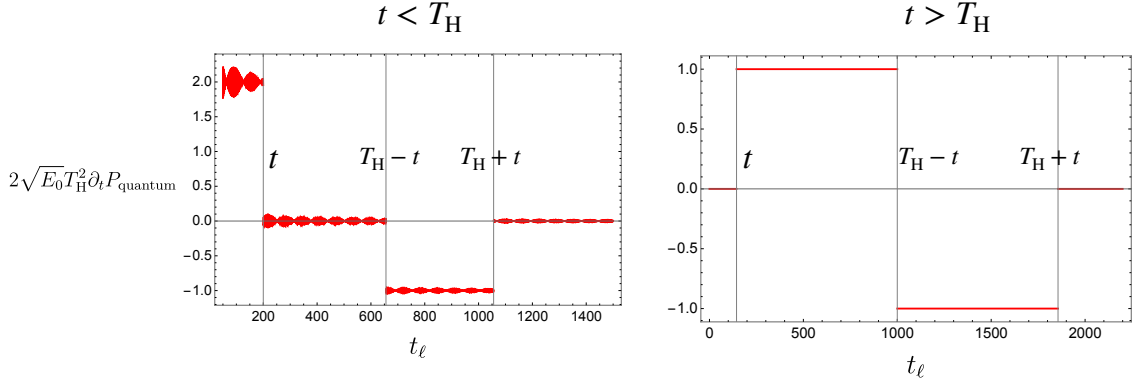 t < T_H
t > T_H
2√E_0 T_H^2 ∂_t P_quantum
2.0
1.5
1.0
0.5
0.0
-0.5
-1.0
t
T_H − t
T_H + t
200
400
600
800
1000
1200
1400
t_ℓ
1.0
0.5
0.0
-0.5
-1.0
t
T_H − t
T_H + t
0
500
1000
1500
2000
t_ℓ